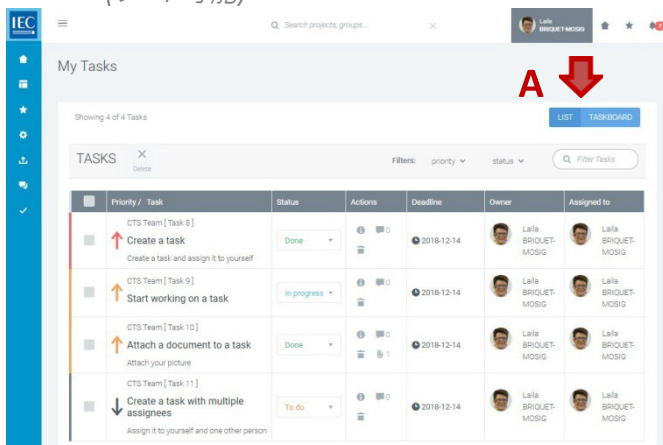 IEC
Search projects, groups...
Laila
BRIQUET-MOSIG
My Tasks
A
Showing 4 of 4 Tasks
LIST TASKBOARD
TASKS
Delete
Filters: priority status
Filter Tasks
Priority / Task Status Actions Deadline Owner Assigned to
CTS Team [ Task 8 ]
Create a task
Create a task and assign it to yourself
Done
0
2018-12-14
Laila
BRIQUET-
MOSIG
Laila
BRIQUET-
MOSIG
CTS Team [ Task 9 ]
Start working on a task
In progress
0
2018-12-14
Laila
BRIQUET-
MOSIG
Laila
BRIQUET-
MOSIG
CTS Team [ Task 10 ]
Attach a document to a task
Attach your picture
Done
0
1
2018-12-14
Laila
BRIQUET-
MOSIG
Laila
BRIQUET-
MOSIG
CTS Team [ Task 11 ]
Create a task with multiple
assignees
Assign it to yourself and one other person
To do
0
2018-12-14
Laila
BRIQUET-
MOSIG
Laila
BRIQUET-
MOSIG